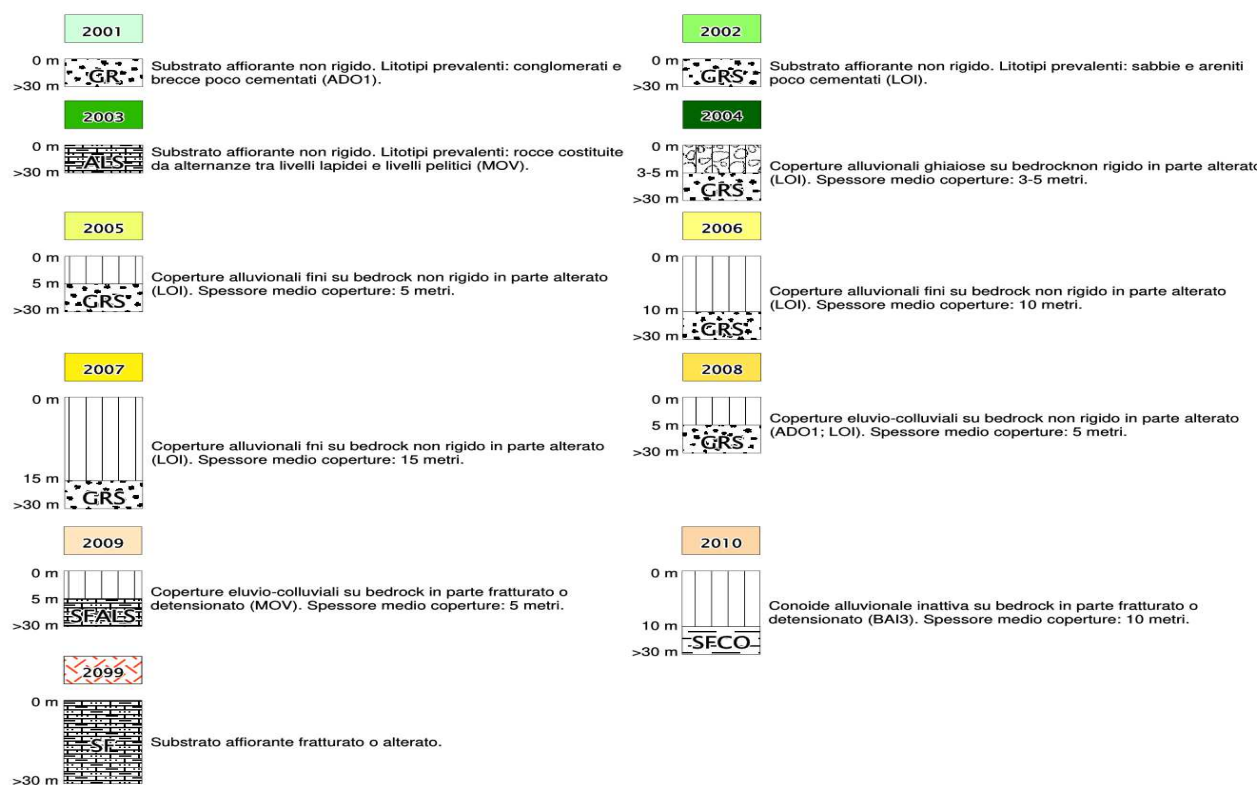 2001
0 m
GR
>30 m
Substrato affiorante non rigido. Litotipi prevalenti: conglomerati e
brecce poco cementati (ADO1).
2002
0 m
GRS
>30 m
Substrato affiorante non rigido. Litotipi prevalenti: sabbie e areniti
poco cementati (LOI).
2003
0 m
ALS
>30 m
Substrato affiorante non rigido. Litotipi prevalenti: rocce costituite
da alternanze tra livelli lapidei e livelli pelitici (MOV).
2004
0 m
3-5 m
GRS
>30 m
Coperture alluvionali ghiaiose su bedrocknon rigido in parte alterato
(LOI). Spessore medio coperture: 3-5 metri.
2005
0 m
5 m
GRS
>30 m
Coperture alluvionali fini su bedrock non rigido in parte alterato
(LOI). Spessore medio coperture: 5 metri.
2006
0 m
10 m
GRS
>30 m
Coperture alluvionali fini su bedrock non rigido in parte alterato
(LOI). Spessore medio coperture: 10 metri.
2007
0 m
15 m
GRS
>30 m
Coperture alluvionali fni su bedrock non rigido in parte alterato
(LOI). Spessore medio coperture: 15 metri.
2008
0 m
5 m
GRS
>30 m
Coperture eluvio-colluviali su bedrock non rigido in parte alterato
(ADO1; LOI). Spessore medio coperture: 5 metri.
2009
0 m
5 m
SFALS
>30 m
Coperture eluvio-colluviali su bedrock in parte fratturato o
detensionato (MOV). Spessore medio coperture: 5 metri.
2010
0 m
10 m
SFCO
>30 m
Conoide alluvionale inattiva su bedrock in parte fratturato o
detensionato (BAI3). Spessore medio coperture: 10 metri.
2099
0 m
SF
>30 m
Substrato affiorante fratturato o alterato.